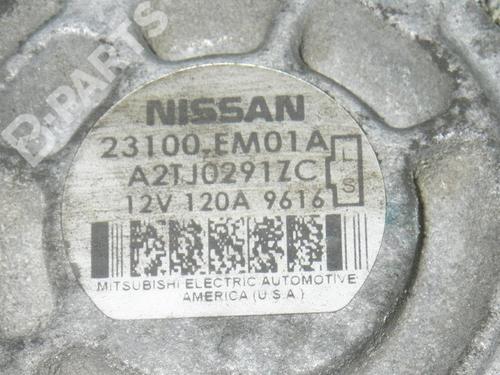 B-PARTS
NISSAN
23100-EM01A
A2TJ0291ZC
L
S
12V 120A 9616
MITSUBISHI ELECTRIC AUTOMOTIVE
AMERICA (U.S.A.)